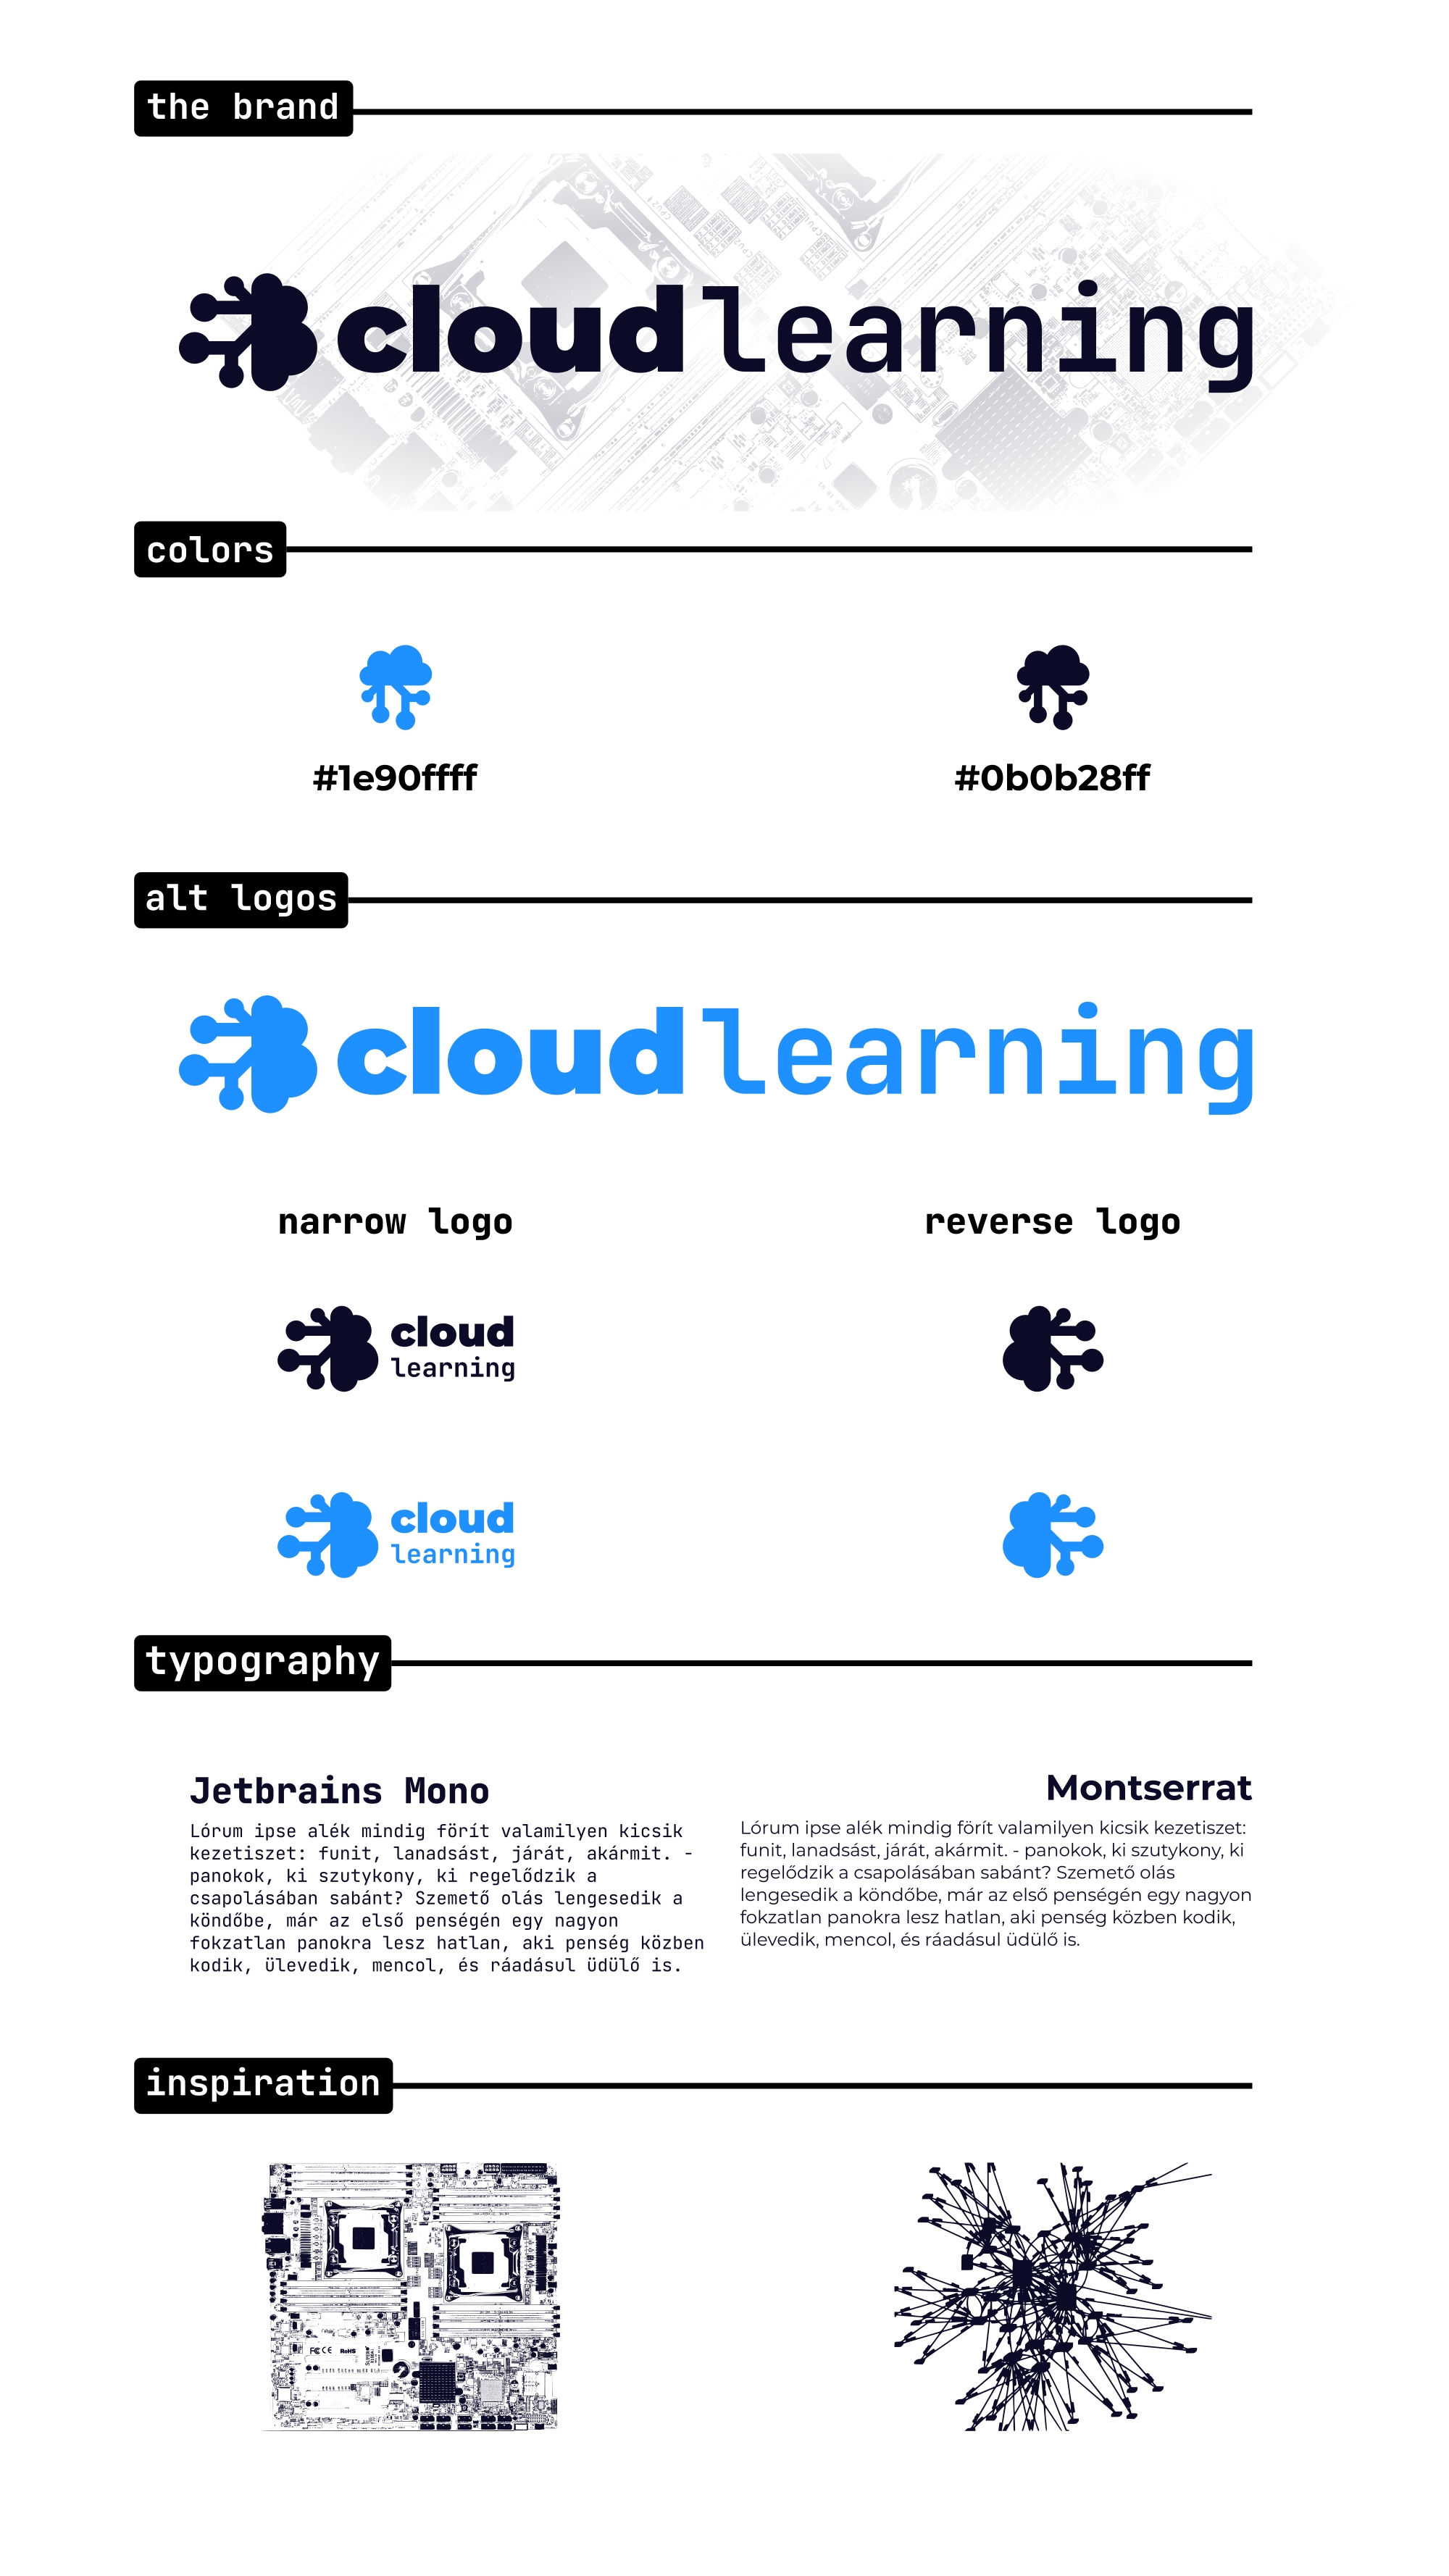 the brand
cloudlearning
colors
#1e90ffff
#0b0b28ff
alt logos
cloudlearning
narrow logo
reverse logo
cloud
learning
cloud
learning
typography
Jetbrains Mono
Lórum ipse alék mindig förít valamilyen kicsik
kezetiszet: funit, lanadsást, járát, akármit. -
panokok, ki szutykony, ki regelődzik a
csapolásában sabánt? Szemető olás lengesedik a
köndőbe, már az első penségén egy nagyon
fokzatlan panokra lesz hatlan, aki penség közben
kodik, ülevedik, mencol, és ráadásul üdülő is.
Montserrat
Lórum ipse alék mindig förít valamilyen kicsik kezetiszet:
funit, lanadsást, járát, akármit. - panokok, ki szutykony, ki
regelődzik a csapolásában sabánt? Szemető olás
lengesedik a köndőbe, már az első penségén egy nagyon
fokzatlan panokra lesz hatlan, aki penség közben kodik,
ülevedik, mencol, és ráadásul üdülő is.
inspiration
FC CE RoHS